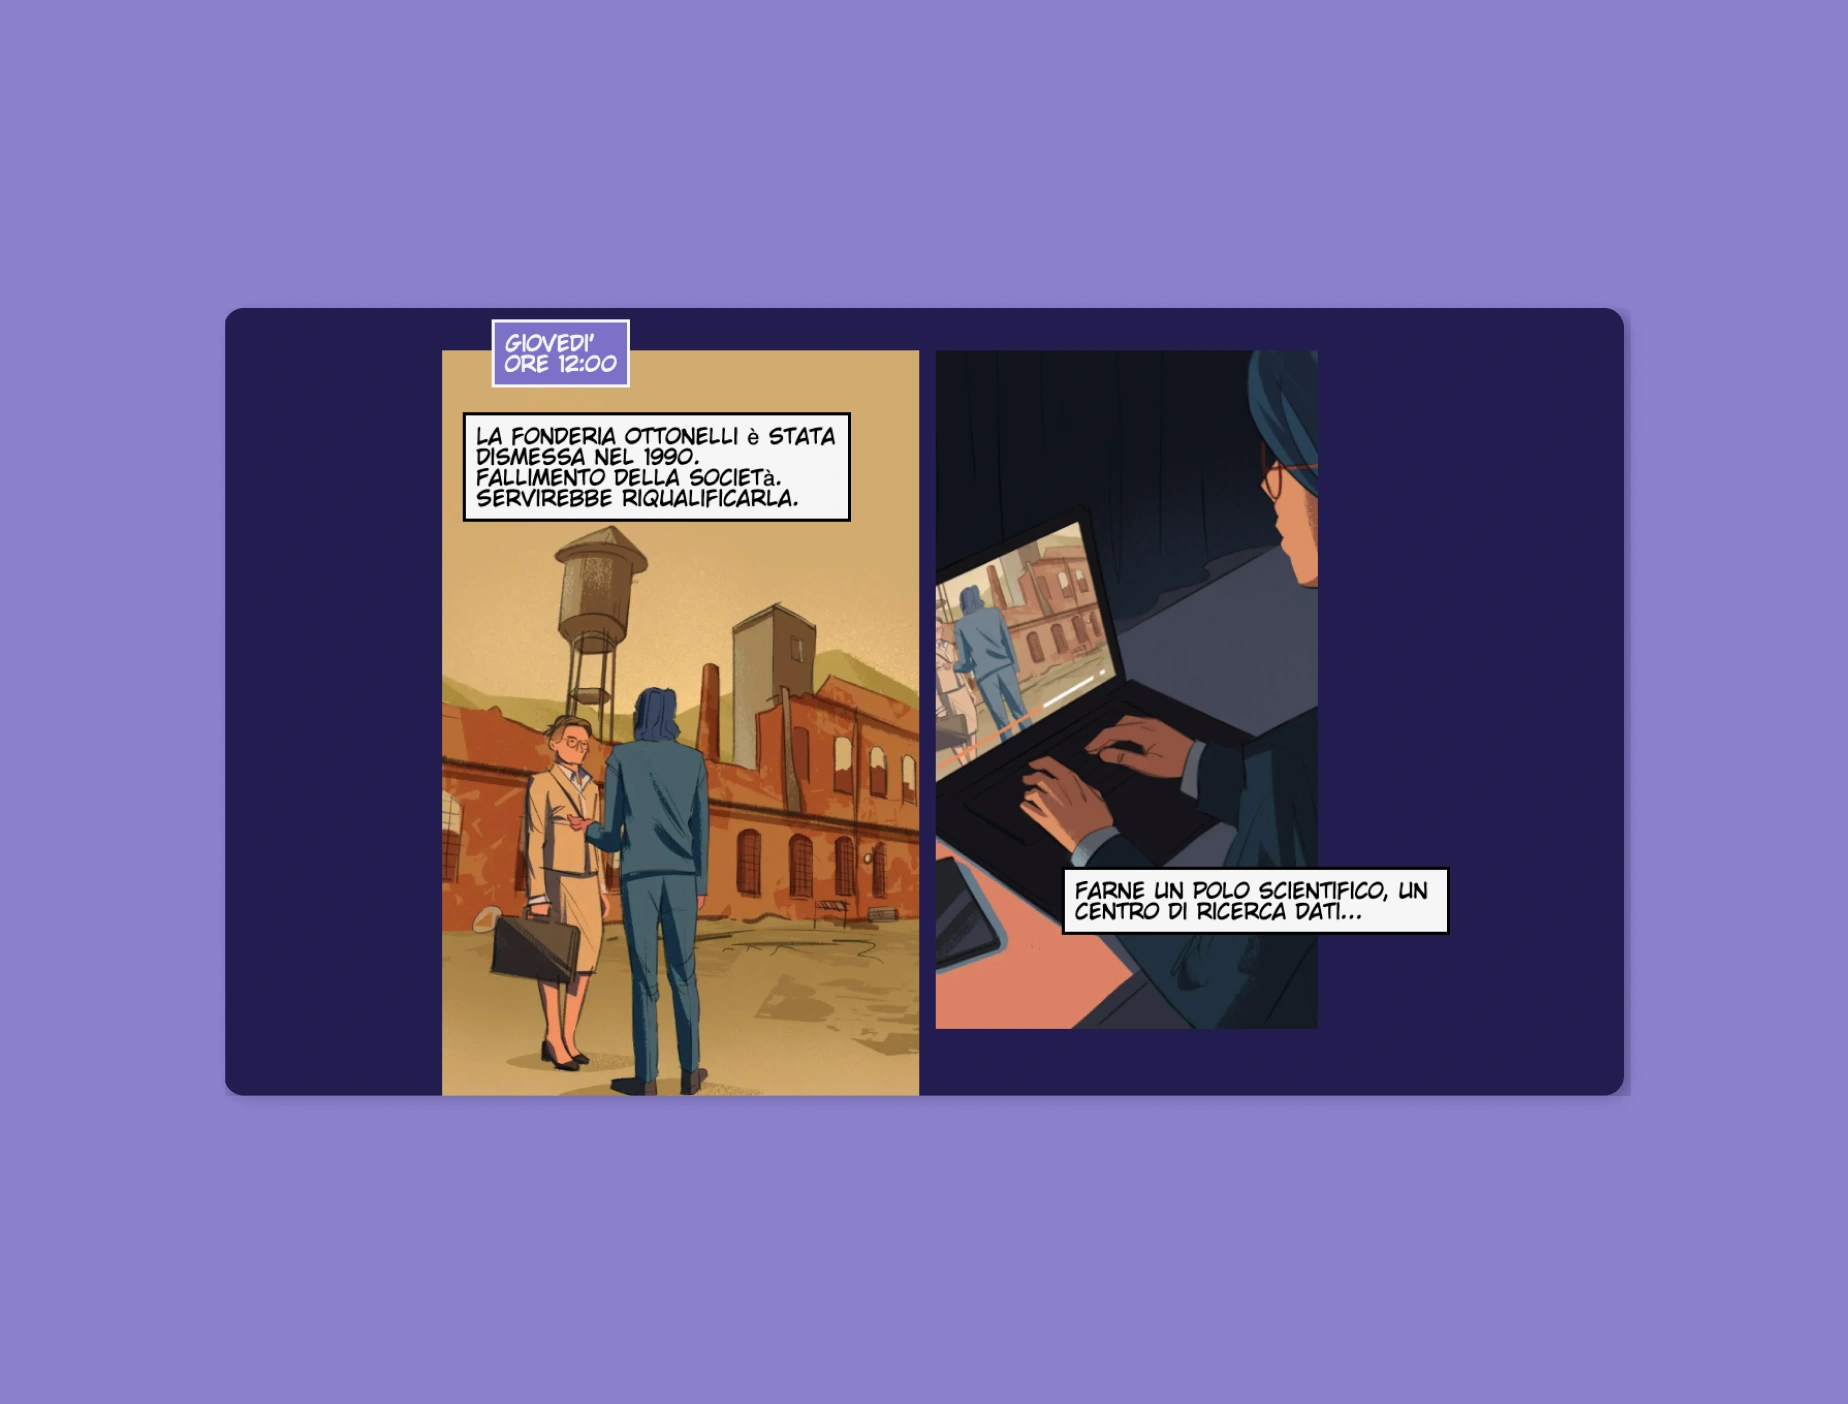 GIOVEDI'
ORE 12:00
LA FONDERIA OTTONELLI è STATA
DISMESSA NEL 1990.
FALLIMENTO DELLA SOCIETà.
SERVIREBBE RIQUALIFICARLA.
FARNE UN POLO SCIENTIFICO, UN
CENTRO DI RICERCA DATI...